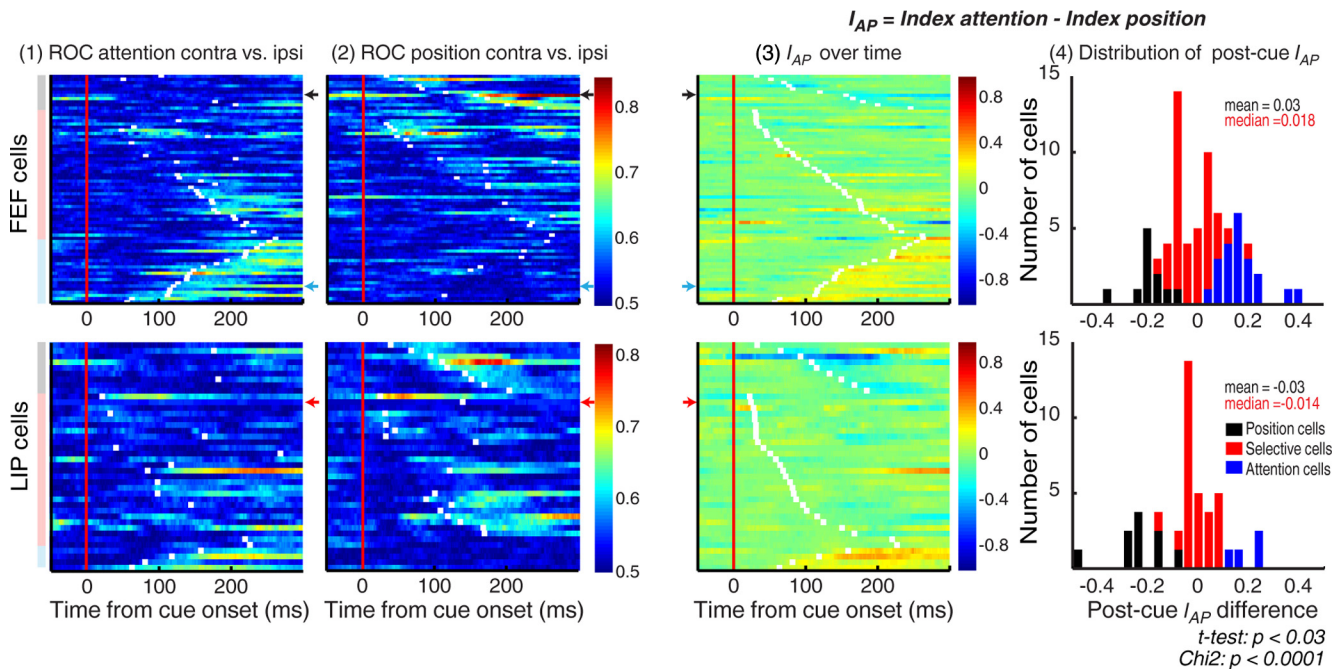 I_AP = Index attention - Index position
(1) ROC attention contra vs. ipsi
(2) ROC position contra vs. ipsi
(3) I_AP over time
(4) Distribution of post-cue I_AP
FEF cells
0 100 200
0.8
0.7
0.6
0.5
0 100 200
0.8
0.4
0
-0.4
-0.8
0 100 200
Number of cells
15
10
5
mean = 0.03
median =0.018
-0.4 -0.2 0 0.2 0.4
LIP cells
0 200
Time from cue onset (ms)
0.8
0.7
0.6
0.5
0 200
Time from cue onset (ms)
0.8
0.4
0
-0.4
-0.8
0 200
Time from cue onset (ms)
Number of cells
15
10
5
mean = -0.03
median=-0.014
Position cells
Selective cells
Attention cells
-0.4 -0.2 0 0.2 0.4
Post-cue I_AP difference
t-test: p < 0.03
Chi2: p < 0.0001